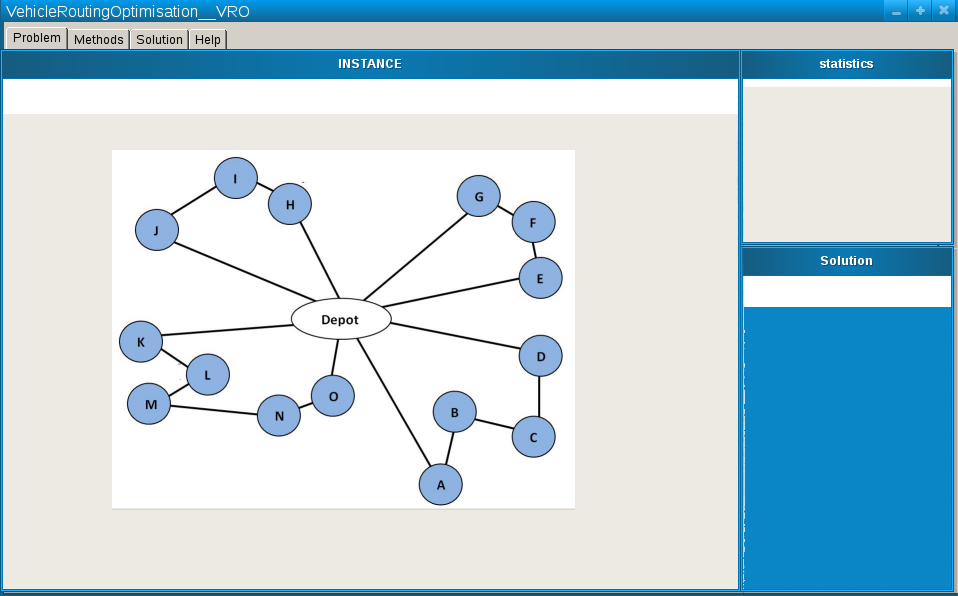 VehicleRoutingOptimisation__VRO
Problem Methods Solution Help
INSTANCE
statistics
I
H
G
J
F
E
Depot
K
D
L
M
O
B
N
C
A
Solution